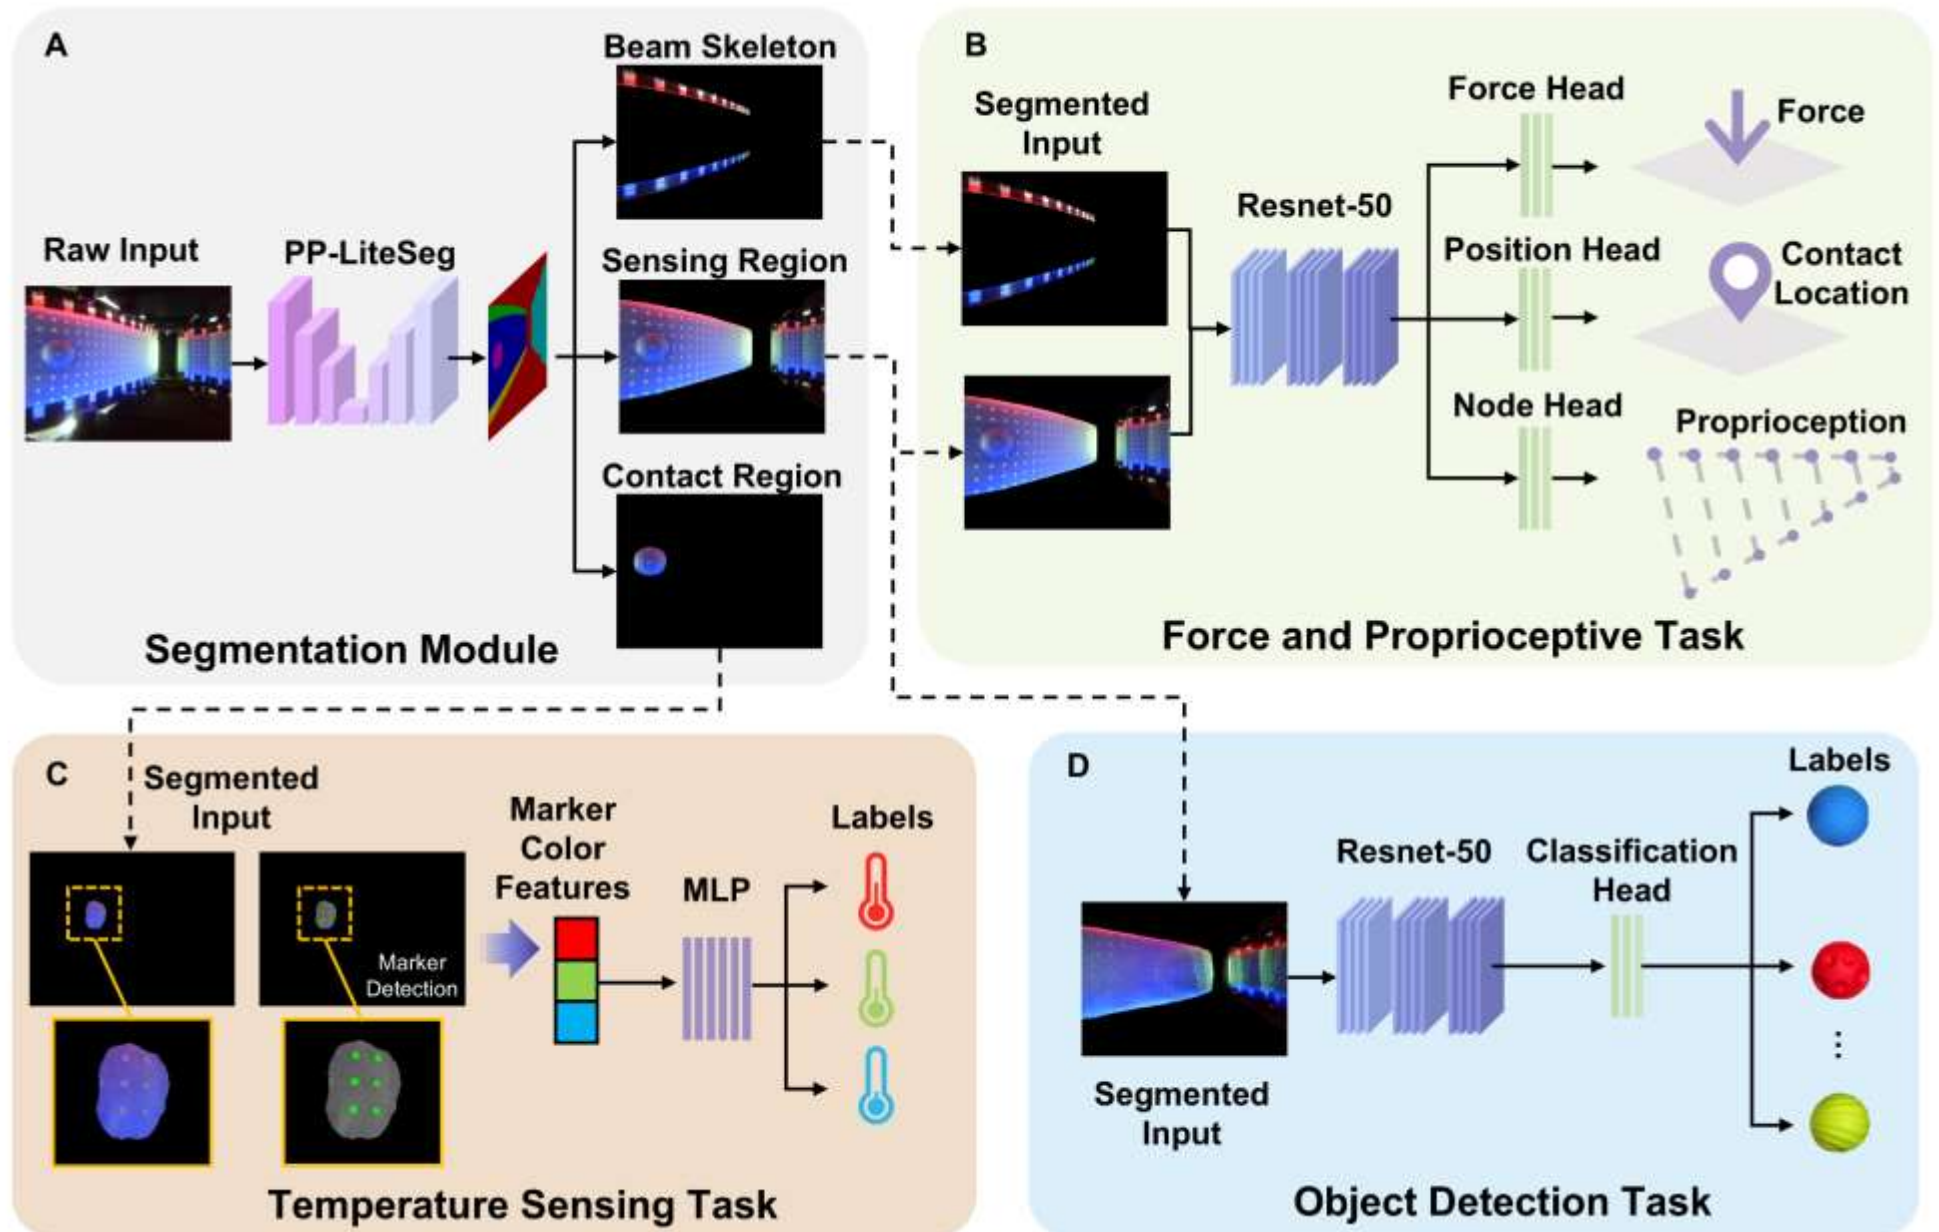 A
Raw Input
PP-LiteSeg
Beam Skeleton
Sensing Region
Contact Region
Segmentation Module
B
Segmented
Input
Resnet-50
Force Head
Force
Position Head
Contact
Location
Node Head
Proprioception
Force and Proprioceptive Task
C
Segmented
Input
Marker
Detection
Marker
Color
Features
MLP
Labels
Temperature Sensing Task
D
Segmented
Input
Resnet-50
Classification
Head
Labels
Object Detection Task